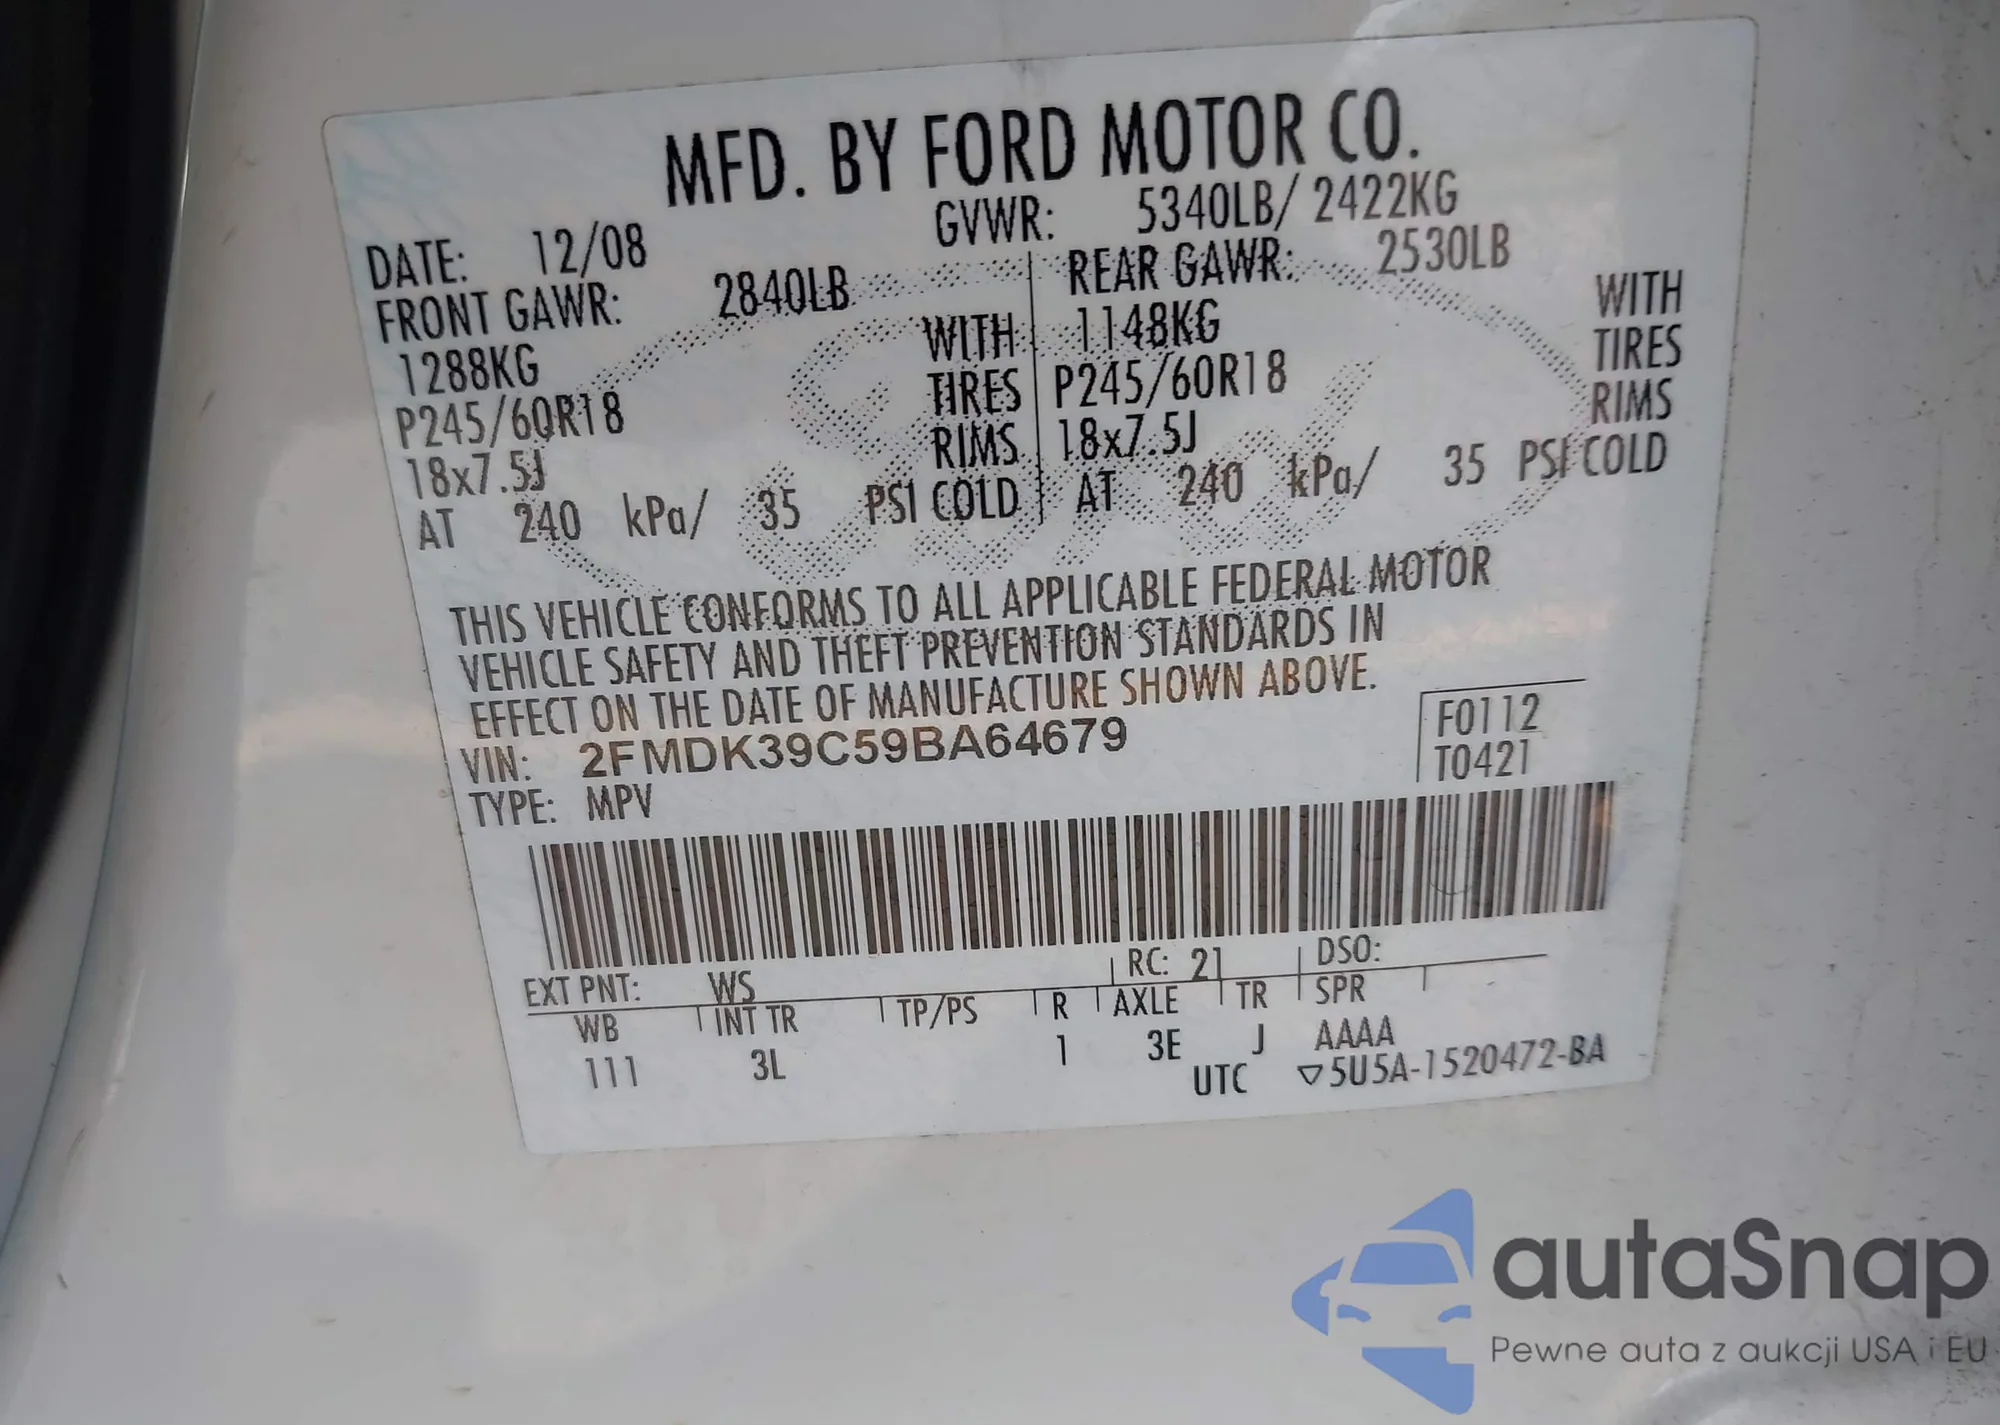 MFD. BY FORD MOTOR CO.
DATE: 12/08 GVWR: 5340LB/ 2422KG
FRONT GAWR: 2840LB REAR GAWR: 2530LB
1288KG WITH 1148KG WITH
P245/60R18 TIRES P245/60R18 TIRES
18x7.5J RIMS 18x7.5J RIMS
AT 240 kPa/ 35 PSI COLD AT 240 kPa/ 35 PSI COLD
THIS VEHICLE CONFORMS TO ALL APPLICABLE FEDERAL MOTOR
VEHICLE SAFETY AND THEFT PREVENTION STANDARDS IN
EFFECT ON THE DATE OF MANUFACTURE SHOWN ABOVE.
VIN: 2FMDK39C59BA64679 F0112
TYPE: MPV T0421
EXT PNT: WS RC: 21 DSO:
WB INT TR TP/PS R AXLE TR SPR
111 3L 1 3E J AAAA
UTC ▽5U5A-1520472-BA
autaSnap
Pewne auta z aukcji USA i EU